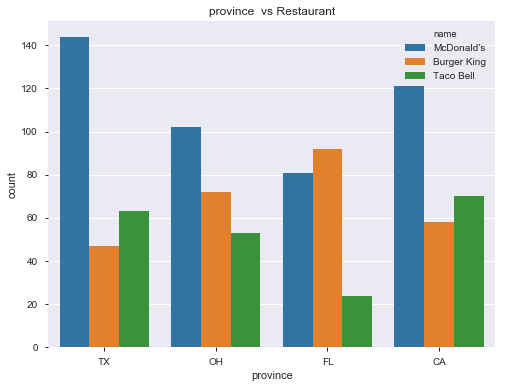 province  vs Restaurant
name
McDonald's
Burger King
Taco Bell
140
120
100
80
60
40
20
0
count
TX OH FL CA
province